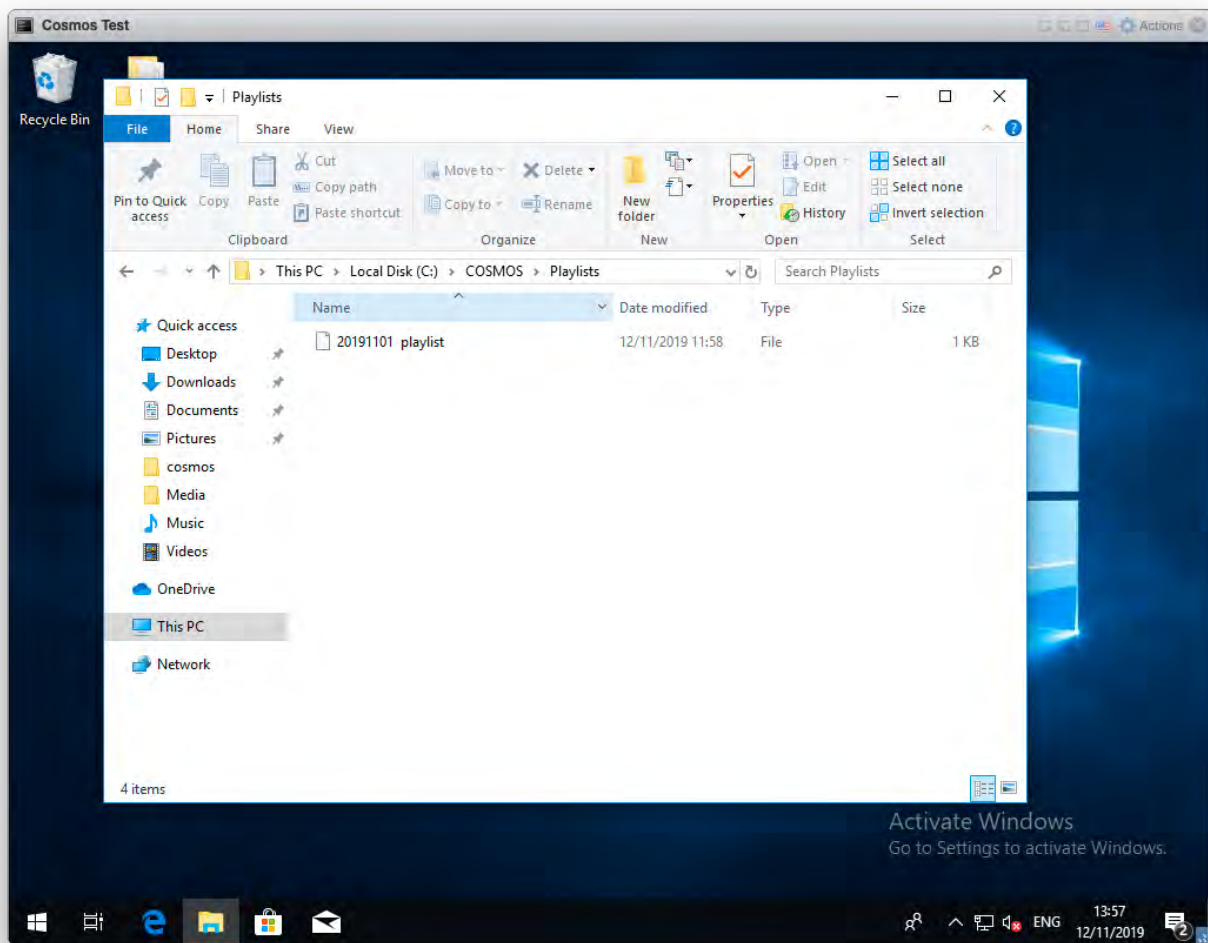 Cosmos Test
Actions
Recycle Bin
Playlists
File Home Share View
Pin to Quick access
Copy
Paste
Cut
Copy path
Paste shortcut
Clipboard
Move to
Copy to
Delete
Rename
Organize
New folder
New
Properties
Open
Edit
History
Open
Select all
Select none
Invert selection
Select
This PC > Local Disk (C:) > COSMOS > Playlists
Search Playlists
Name Date modified Type Size
20191101 playlist 12/11/2019 11:58 File 1 KB
Quick access
Desktop
Downloads
Documents
Pictures
cosmos
Media
Music
Videos
OneDrive
This PC
Network
4 items
Activate Windows
Go to Settings to activate Windows.
ENG
13:57
12/11/2019
2